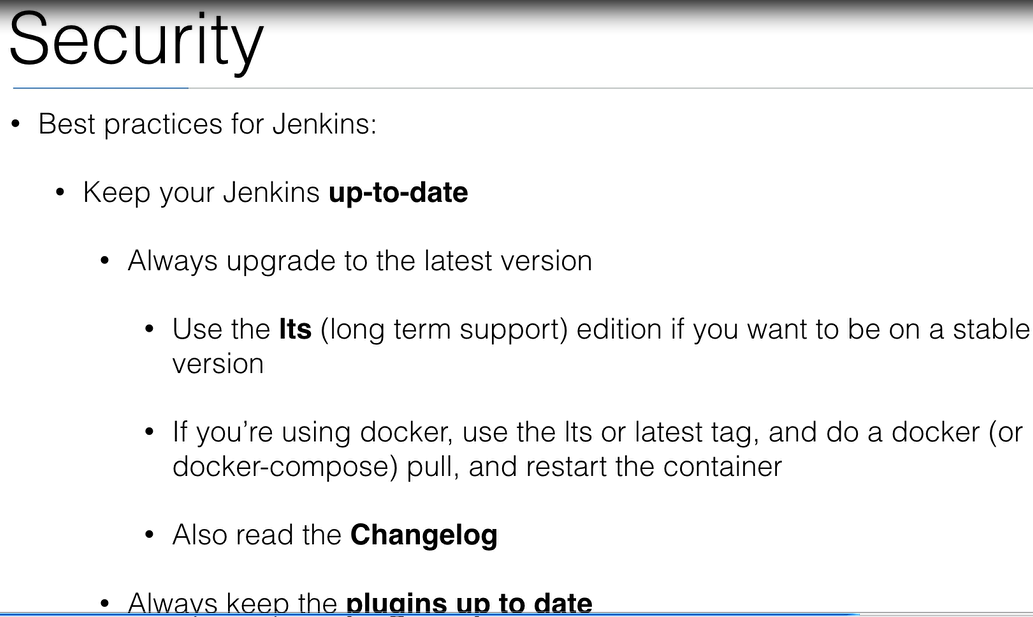 Security
• Best practices for Jenkins:
• Keep your Jenkins up-to-date
• Always upgrade to the latest version
• Use the lts (long term support) edition if you want to be on a stable
version
• If you're using docker, use the lts or latest tag, and do a docker (or
docker-compose) pull, and restart the container
• Also read the Changelog
• Always keep the plugins up to date